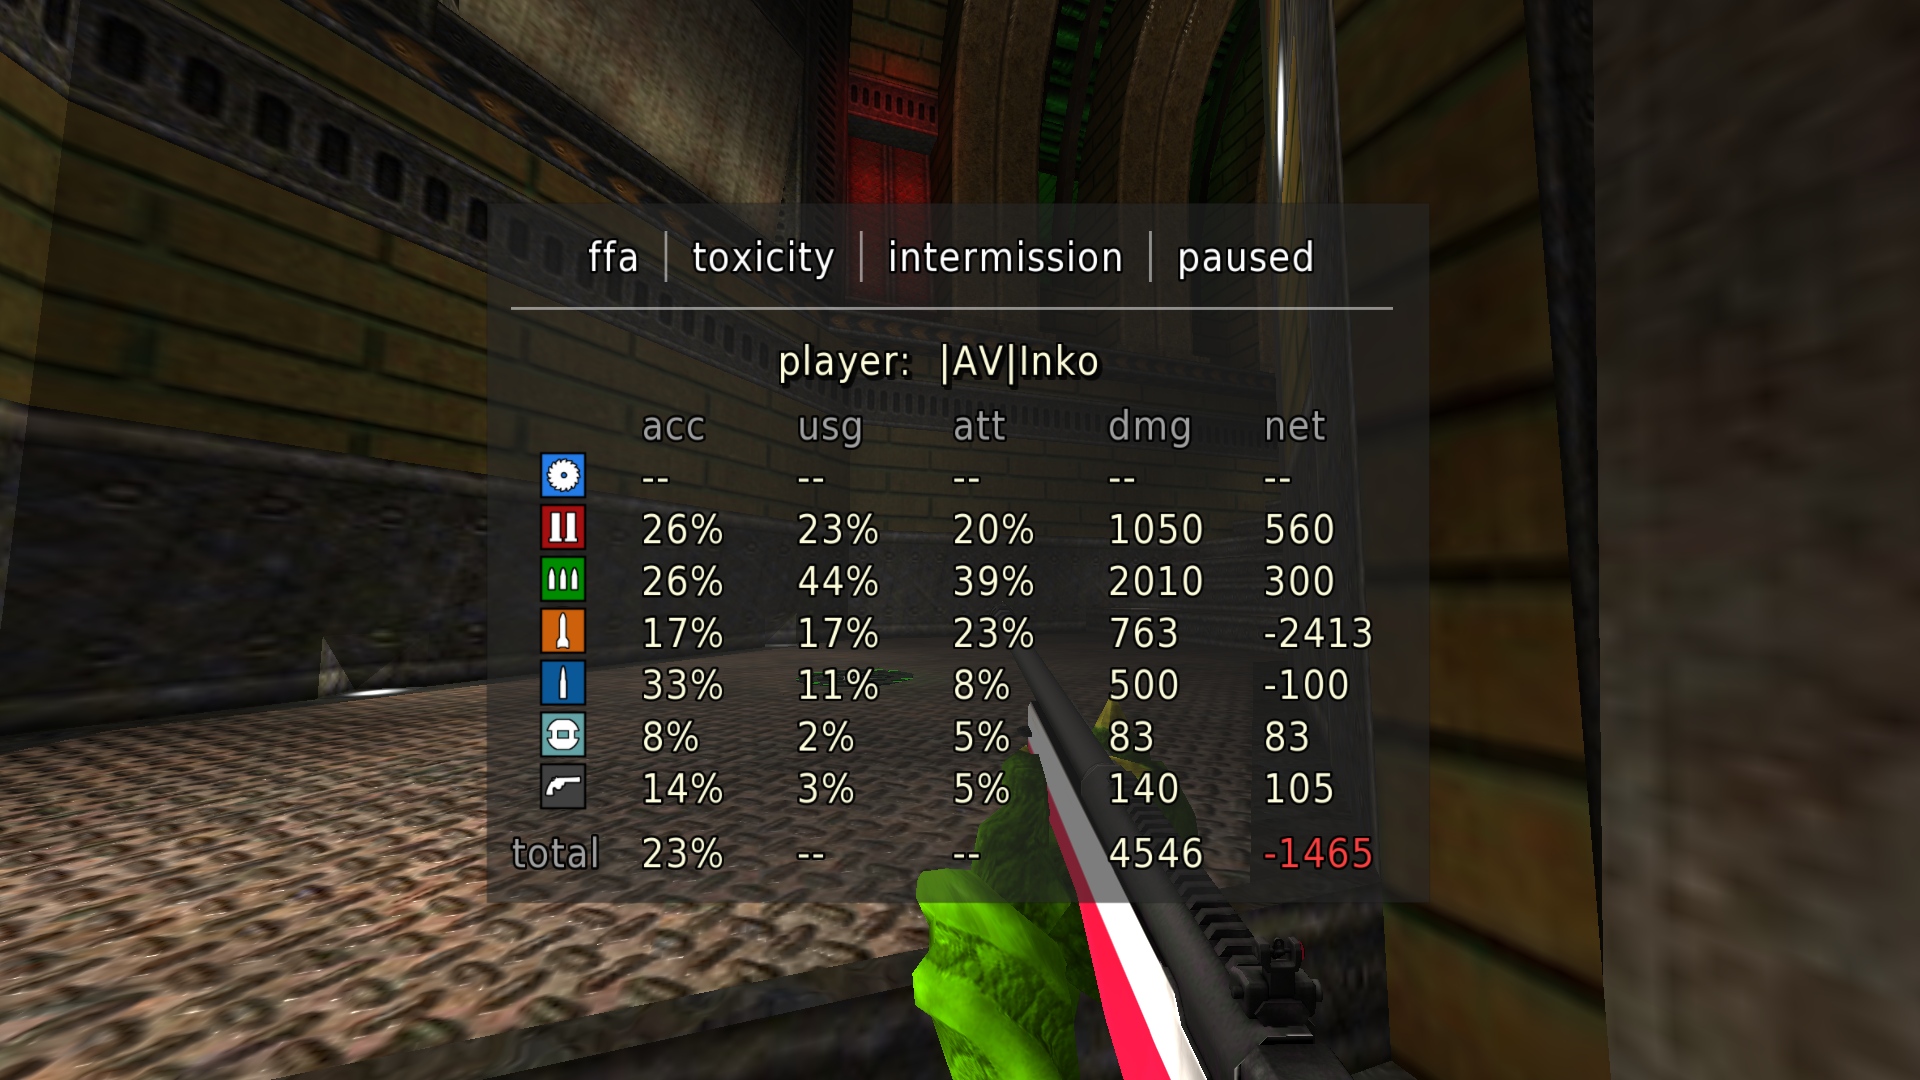 ffa | toxicity | intermission | paused
player: |AV|Inko
acc usg att dmg net
-- -- -- -- --
26% 23% 20% 1050 560
26% 44% 39% 2010 300
17% 17% 23% 763 -2413
33% 11% 8% 500 -100
8% 2% 5% 83 83
14% 3% 5% 140 105
total 23% -- -- 4546 -1465